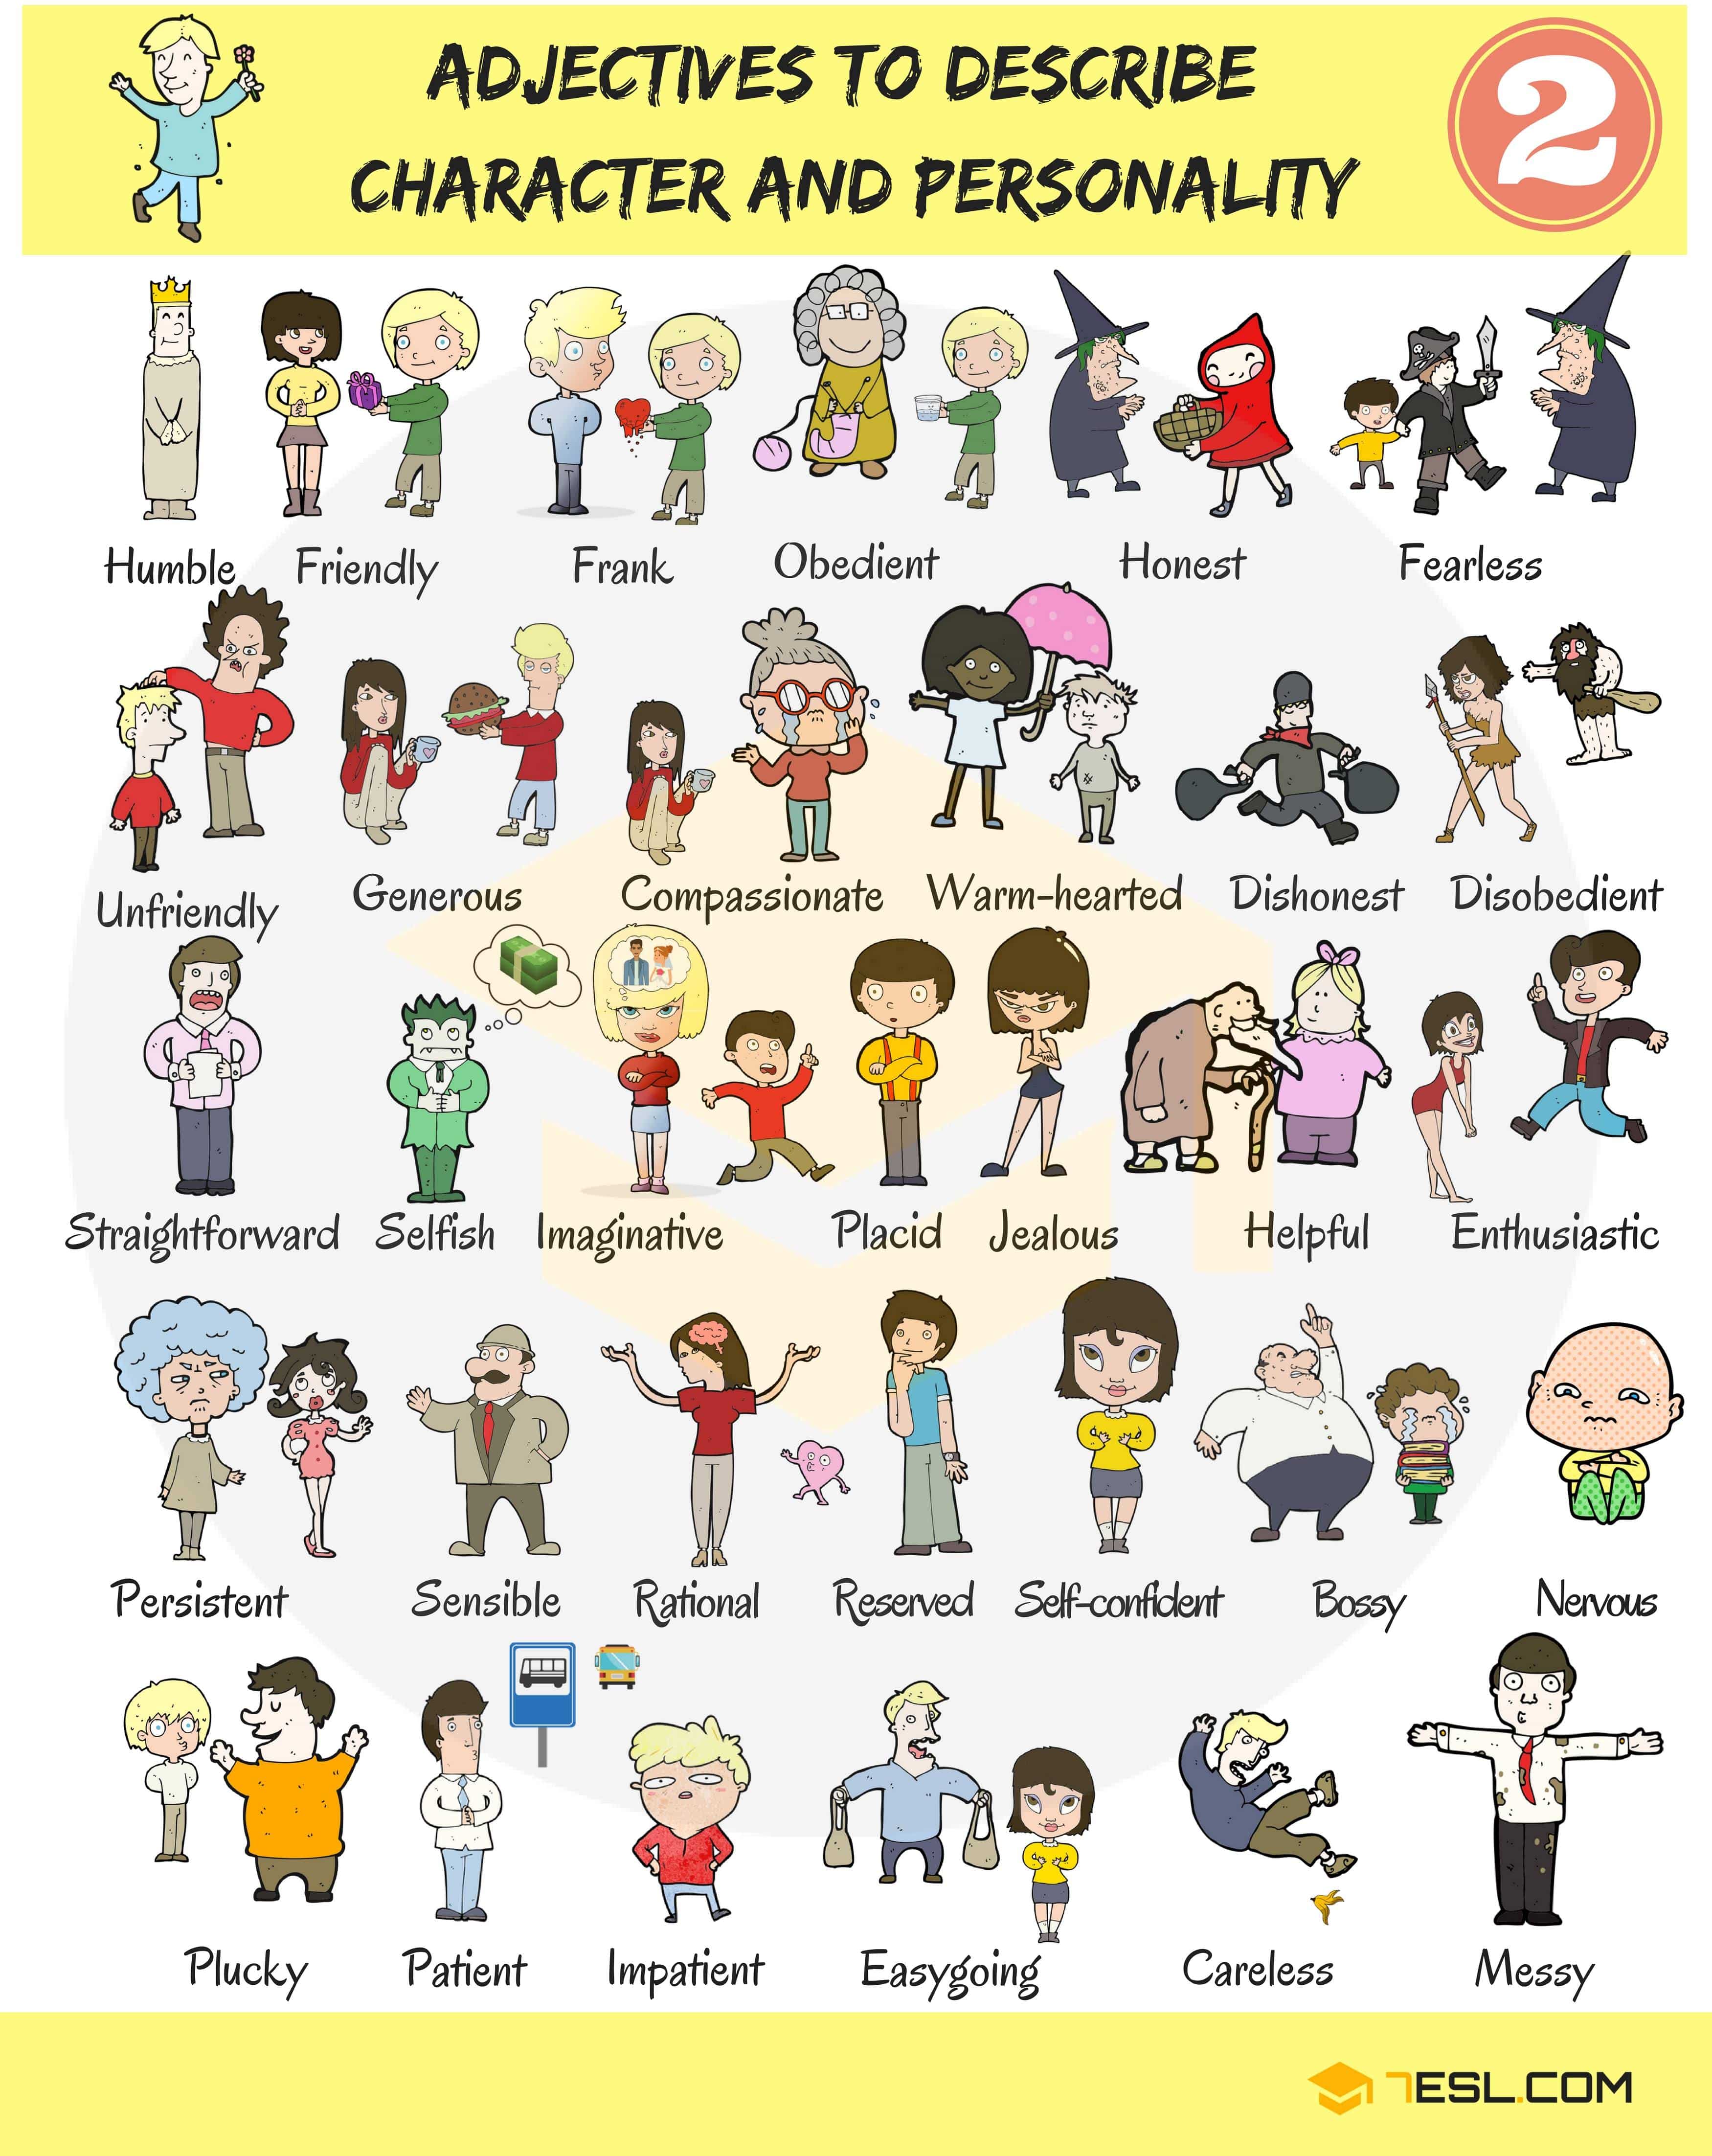 ADJECTIVES TO DESCRIBE
CHARACTER AND PERSONALITY
2
Humble Friendly Frank Obedient Honest Fearless
Unfriendly Generous Compassionate Warm-hearted Dishonest Disobedient
Straightforward Selfish Imaginative Placid Jealous Helpful Enthusiastic
Persistent Sensible Rational Reserved Self-confident Bossy Nervous
Plucky Patient Impatient Easygoing Careless Messy
7ESL.COM